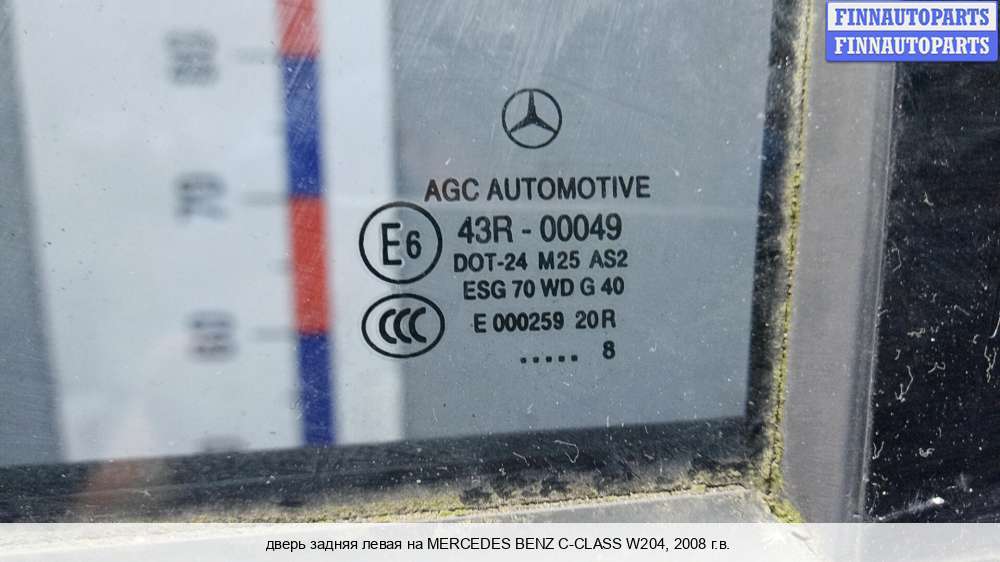 FINNAUTOPARTS
FINNAUTOPARTS
AGC AUTOMOTIVE
E6
43R - 00049
DOT-24 M25 AS2
ESG 70 WD G 40
CCC
E 000259 20R
..... 8
дверь задняя левая на MERCEDES BENZ C-CLASS W204, 2008 г.в.